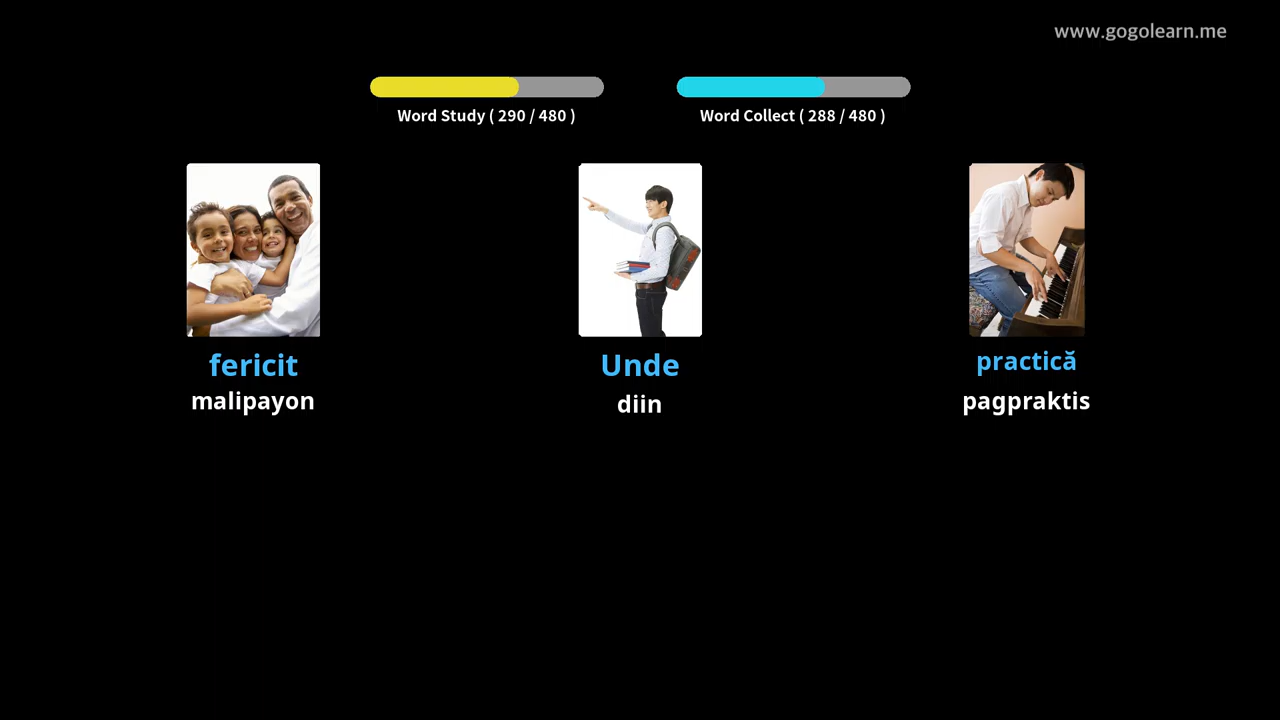 www.gogolearn.me
Word Study ( 290 / 480 )
Word Collect ( 288 / 480 )
fericit
malipayon
Unde
diin
practică
pagpraktis